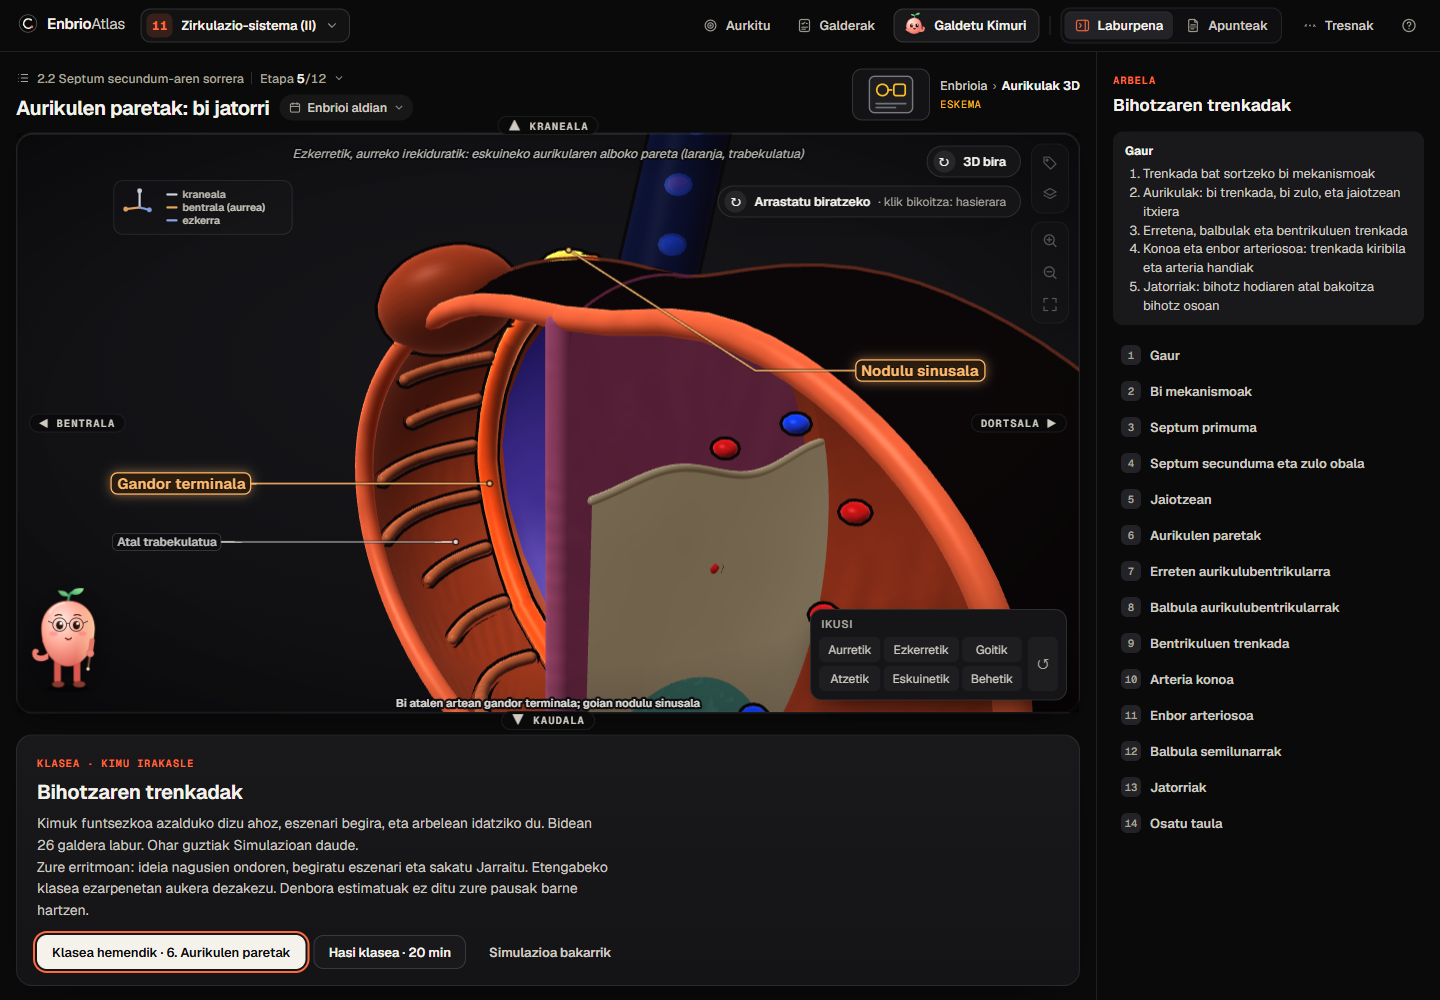 EnbrioAtlas
11 Zirkulazio-sistema (II)
Aurkitu
Galderak
Galdetu Kimuri
Laburpena
Apunteak
Tresnak
2.2 Septum secundum-aren sorrera
Etapa 5/12
Aurikulen paretak: bi jatorri
Enbrioi aldian
Enbrioia › Aurikulak 3D
ESKEMA
▲ KRANEALA
Ezkerretik, aurreko irekiduratik: eskuineko aurikularen alboko pareta (laranja, trabekulatua)
3D bira
Arrastatu biratzeko · klik bikoitza: hasierara
kraneala
bentrala (aurrea)
ezkerra
Nodulu sinusala
◀ BENTRALA
DORTSALA ▶
Gandor terminala
Atal trabekulatua
IKUSI
Aurretik Ezkerretik Goitik
Atzetik Eskuinetik Behetik
Bi atalen artean gandor terminala; goian nodulu sinusala
▼ KAUDALA
KLASEA · KIMU IRAKASLE
Bihotzaren trenkadak
Kimuk funtsezkoa azalduko dizu ahoz, eszenari begira, eta arbelean idatziko du. Bidean
26 galdera labur. Ohar guztiak Simulazioan daude.
Zure erritmoan: ideia nagusien ondoren, begiratu eszenari eta sakatu Jarraitu. Etengabeko
klasea ezarpenetan aukera dezakezu. Denbora estimatuak ez ditu zure pausak barne
hartzen.
Klasea hemendik · 6. Aurikulen paretak
Hasi klasea · 20 min
Simulazioa bakarrik
ARBELA
Bihotzaren trenkadak
Gaur
1. Trenkada bat sortzeko bi mekanismoak
2. Aurikulak: bi trenkada, bi zulo, eta jaiotzean
itxiera
3. Erretena, balbulak eta bentrikuluen trenkada
4. Konoa eta enbor arteriosoa: trenkada kiribila
eta arteria handiak
5. Jatorriak: bihotz hodiaren atal bakoitza
bihotz osoan
1 Gaur
2 Bi mekanismoak
3 Septum primuma
4 Septum secunduma eta zulo obala
5 Jaiotzean
6 Aurikulen paretak
7 Erreten aurikulubentrikularra
8 Balbula aurikulubentrikularrak
9 Bentrikuluen trenkada
10 Arteria konoa
11 Enbor arteriosoa
12 Balbula semilunarrak
13 Jatorriak
14 Osatu taula